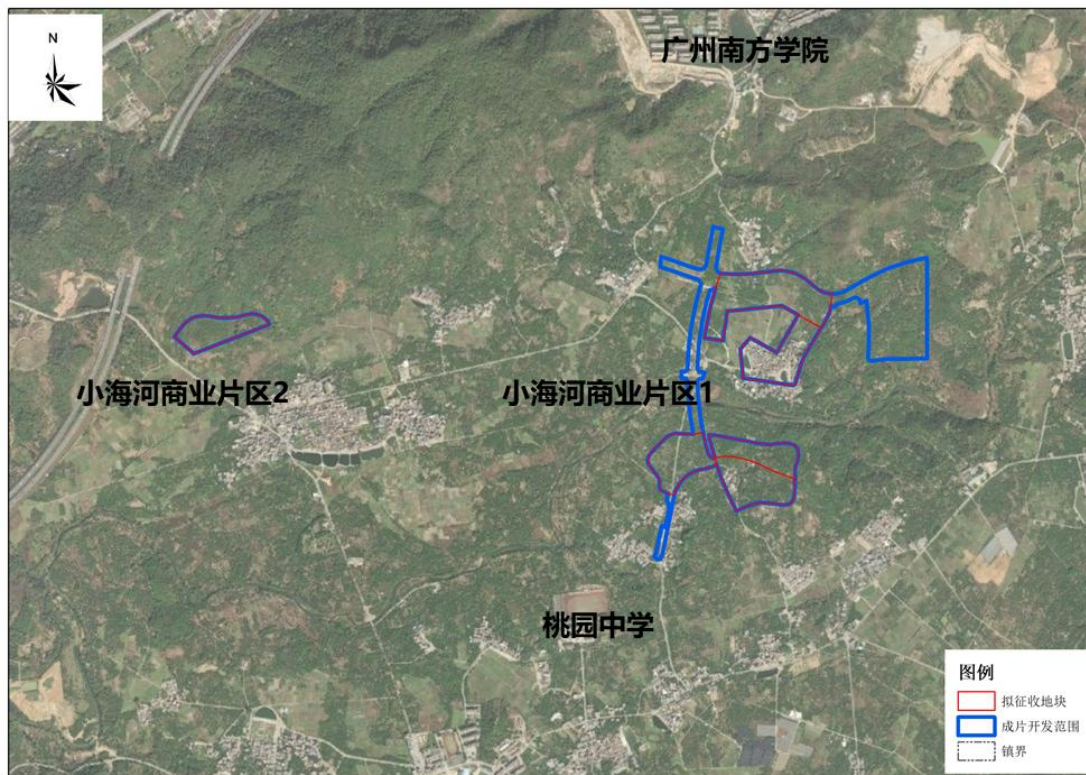 N
广州南方学院
小海河商业片区2
小海河商业片区1
桃园中学
图例
拟征收地块
成片开发范围
镇界